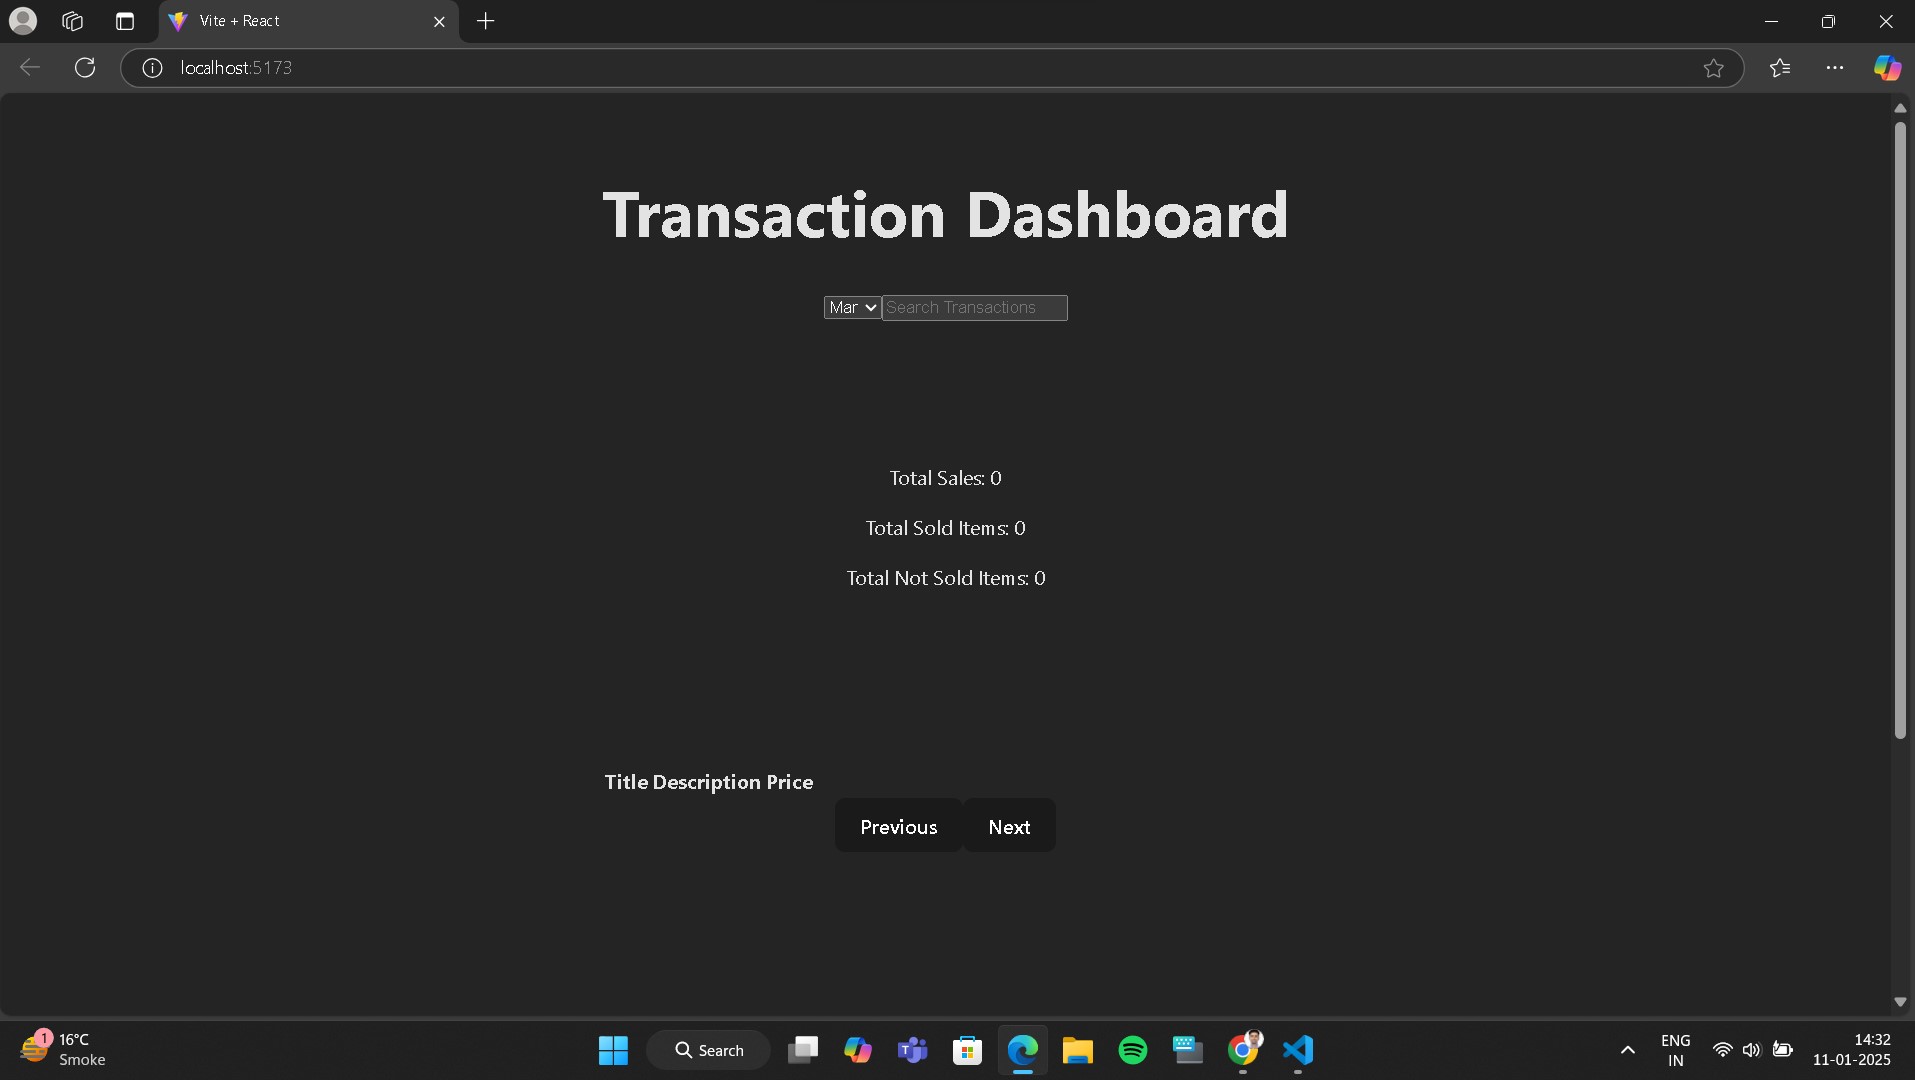 Vite + React
localhost:5173
Transaction Dashboard
Mar
Search Transactions
Total Sales: 0
Total Sold Items: 0
Total Not Sold Items: 0
Title Description Price
Previous Next
1
16°C
Smoke
Search
ENG
IN
14:32
11-01-2025